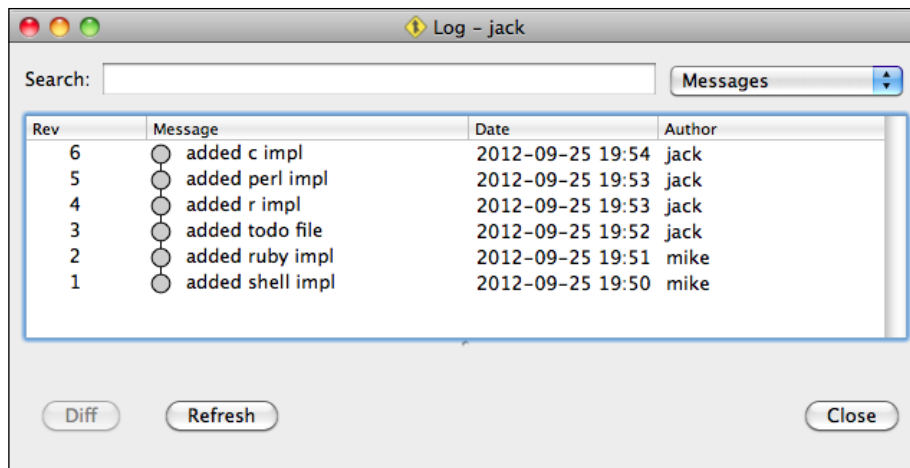 Log – jack
Search: Messages
Rev Message Date Author
6 added c impl 2012-09-25 19:54 jack
5 added perl impl 2012-09-25 19:53 jack
4 added r impl 2012-09-25 19:53 jack
3 added todo file 2012-09-25 19:52 jack
2 added ruby impl 2012-09-25 19:51 mike
1 added shell impl 2012-09-25 19:50 mike
Diff Refresh Close